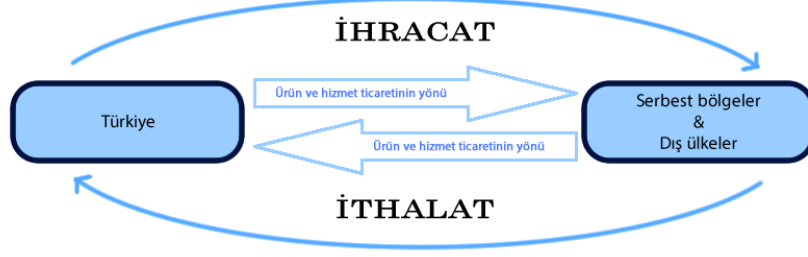 İHRACAT
Ürün ve hizmet ticaretinin yönü
Türkiye
Serbest bölgeler
&
Dış ülkeler
Ürün ve hizmet ticaretinin yönü
İTHALAT